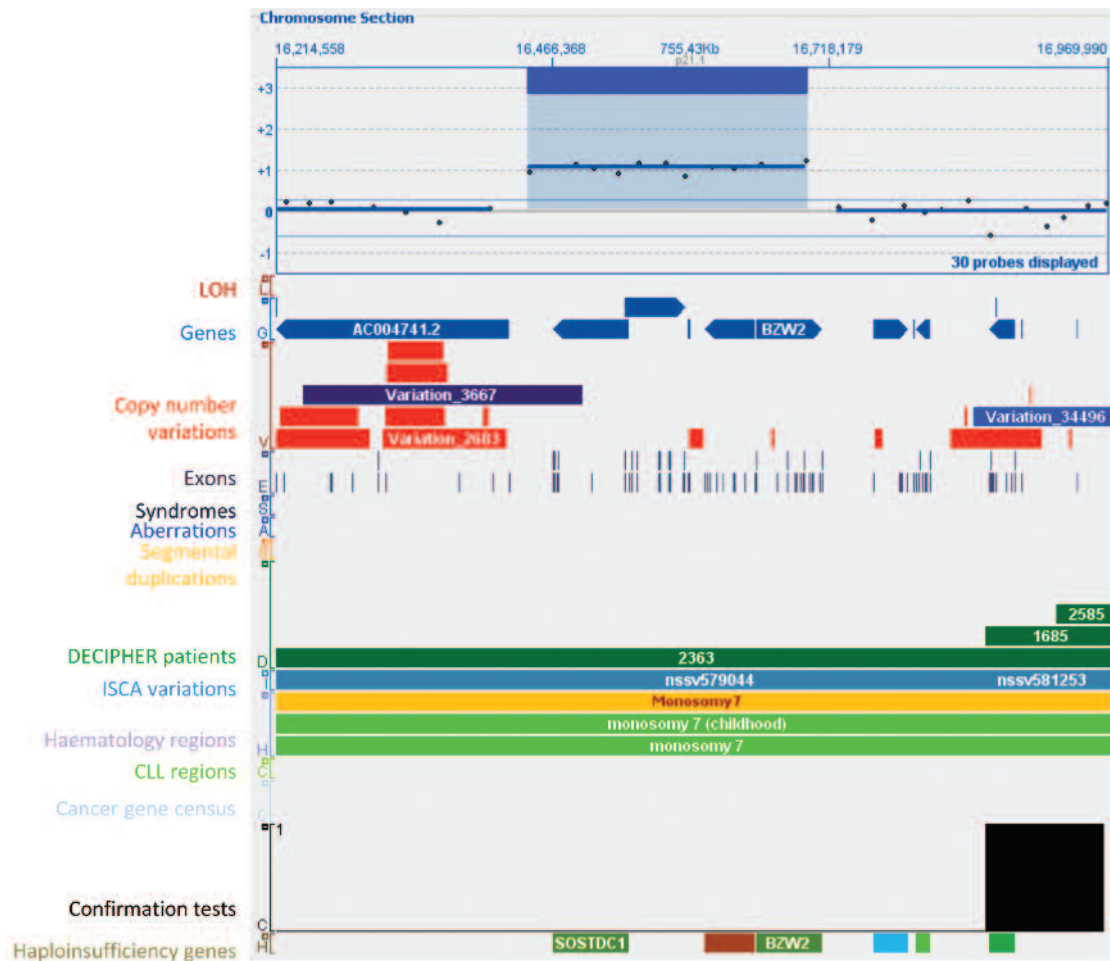 Chromosome Section
16,214,558 16,466,368 755,43Kb 16,718,179 16,969,990
p21.1
+3
+2
+1
0
-1
30 probes displayed
LOH L
Genes G AC004741.2 BZW2
Variation_3667
Copy number Variation_34496
variations V Variation_2683
Exons E
Syndromes S
Aberrations A
Segmental
duplications
2585
1685
DECIPHER patients D 2363
ISCA variations I nssv579044 nssv581253
Monosomy7
monosomy 7 (childhood)
Haematology regions H monosomy 7
CLL regions C
Cancer gene census C
1
Confirmation tests C
Haploinsufficiency genes H SOSTDC1 BZW2